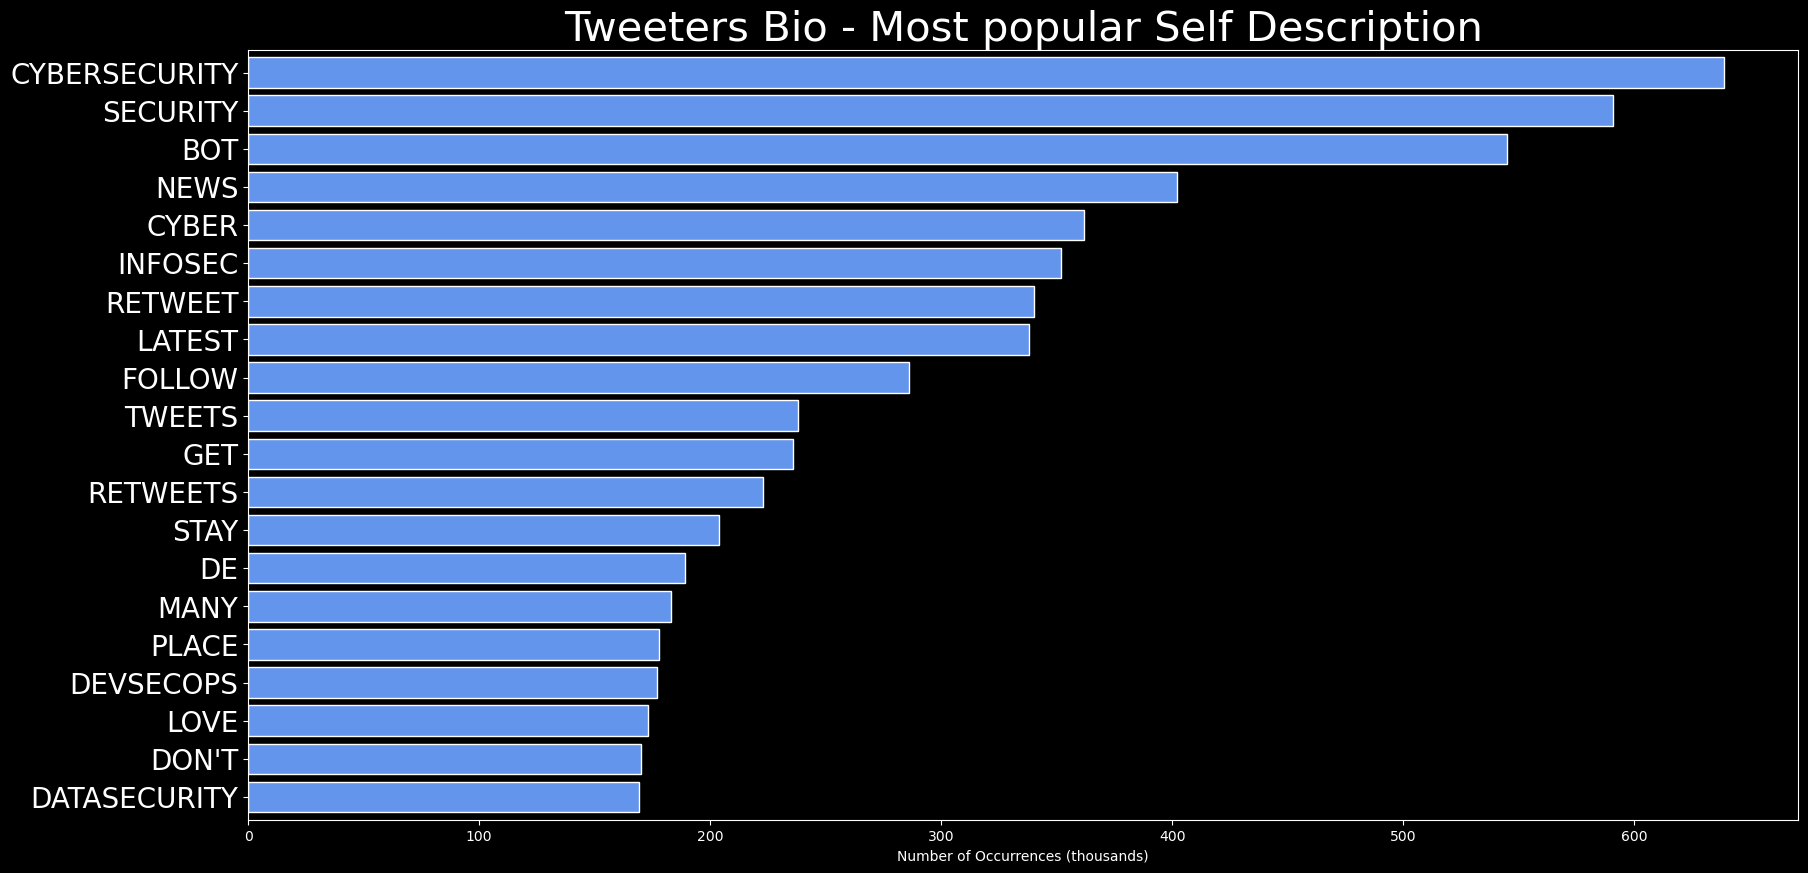 Tweeters Bio - Most popular Self Description
CYBERSECURITY
SECURITY
BOT
NEWS
CYBER
INFOSEC
RETWEET
LATEST
FOLLOW
TWEETS
GET
RETWEETS
STAY
DE
MANY
PLACE
DEVSECOPS
LOVE
DON'T
DATASECURITY
0 100 200 300 400 500 600
Number of Occurrences (thousands)